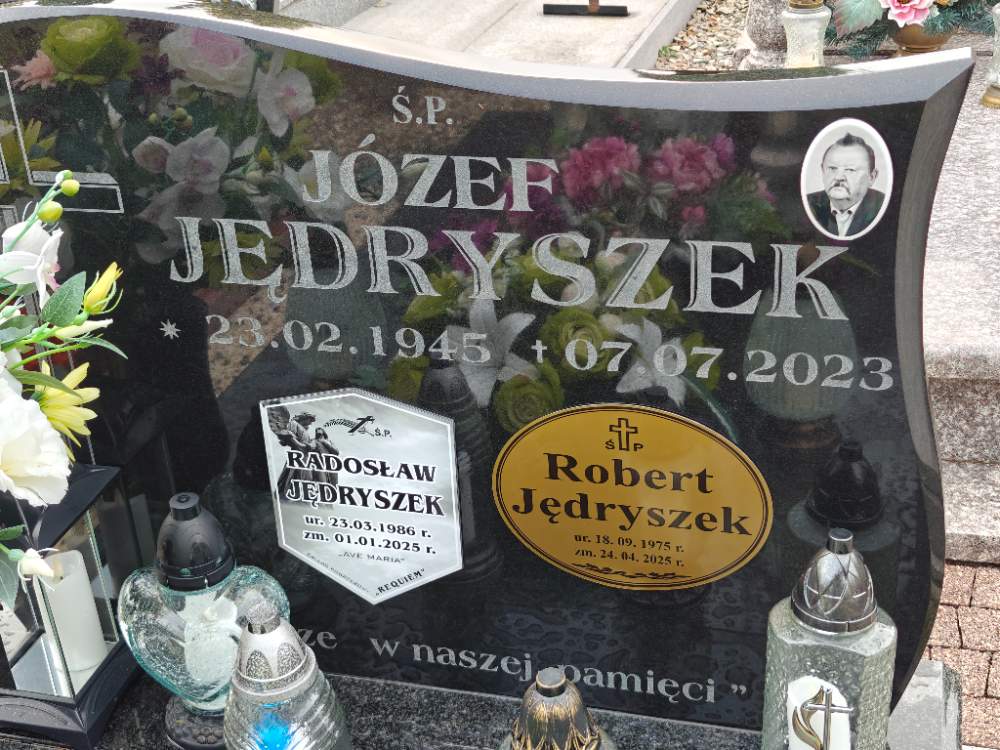 Ś.P.
JÓZEF
JĘDRYSZEK
23.02.1945 07.07.2023
Ś.P.
RADOSŁAW
JĘDRYSZEK
ur. 23.03.1986 r.
zm. 01.01.2025 r.
„AVE MARIA"
„REQUIEM"
Ś P
Robert
Jędryszek
ur. 18. 09. 1975 r.
zm. 24. 04. 2025 r.
w naszej pamięci ”